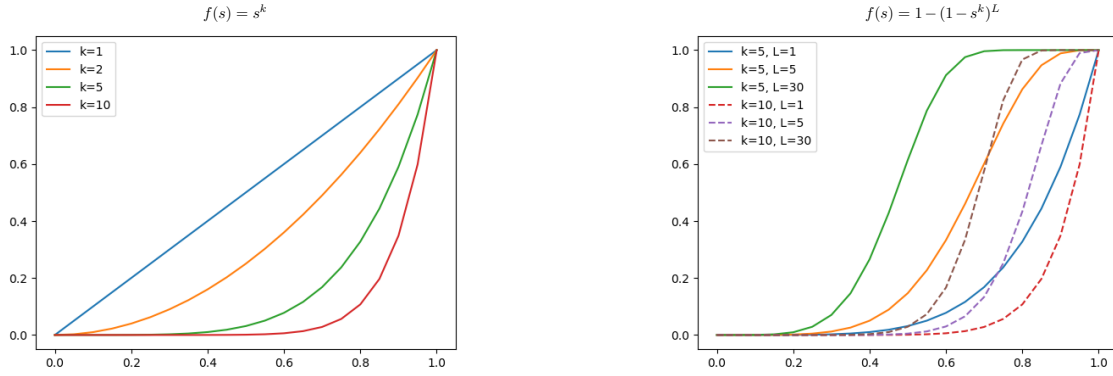 f(s) = s^k
1.0
0.8
0.6
0.4
0.2
0.0
k=1
k=2
k=5
k=10
0.0 0.2 0.4 0.6 0.8 1.0
f(s) = 1 − (1 − s^k)^L
1.0
0.8
0.6
0.4
0.2
0.0
k=5, L=1
k=5, L=5
k=5, L=30
k=10, L=1
k=10, L=5
k=10, L=30
0.0 0.2 0.4 0.6 0.8 1.0